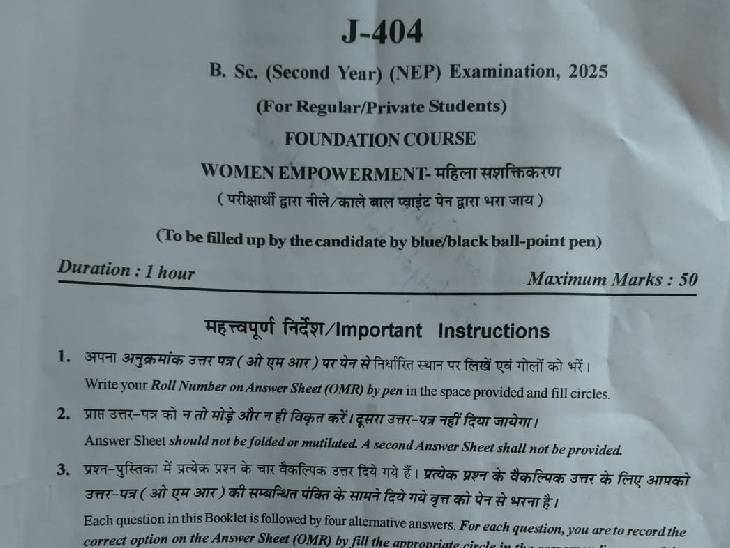 J-404
B. Sc. (Second Year) (NEP) Examination, 2025
(For Regular/Private Students)
FOUNDATION COURSE
WOMEN EMPOWERMENT- महिला सशक्तिकरण
( परीक्षार्थी द्वारा नीले/काले बाल प्वाइंट पेन द्वारा भरा जाय )
(To be filled up by the candidate by blue/black ball-point pen)
Duration : 1 hour Maximum Marks : 50
महत्त्वपूर्ण निर्देश/Important Instructions
1. अपना अनुक्रमांक उत्तर पत्र ( ओ एम आर ) पर पेन से निर्धारित स्थान पर लिखें एवं गोलों को भरें।
Write your Roll Number on Answer Sheet (OMR) by pen in the space provided and fill circles.
2. प्राप्त उत्तर-पत्र को न तो मोड़े और न ही विकृत करें। दूसरा उत्तर-पत्र नहीं दिया जायेगा।
Answer Sheet should not be folded or mutilated. A second Answer Sheet shall not be provided.
3. प्रश्न-पुस्तिका में प्रत्येक प्रश्न के चार वैकल्पिक उत्तर दिये गये हैं। प्रत्येक प्रश्न के वैकल्पिक उत्तर के लिए आपको
उत्तर-पत्र ( ओ एम आर ) की सम्बन्धित पंक्ति के सामने दिये गये वृत्त को पेन से भरना है।
Each question in this Booklet is followed by four alternative answers. For each question, you are to record the
correct option on the Answer Sheet (OMR) by fill the appropriate circle in the